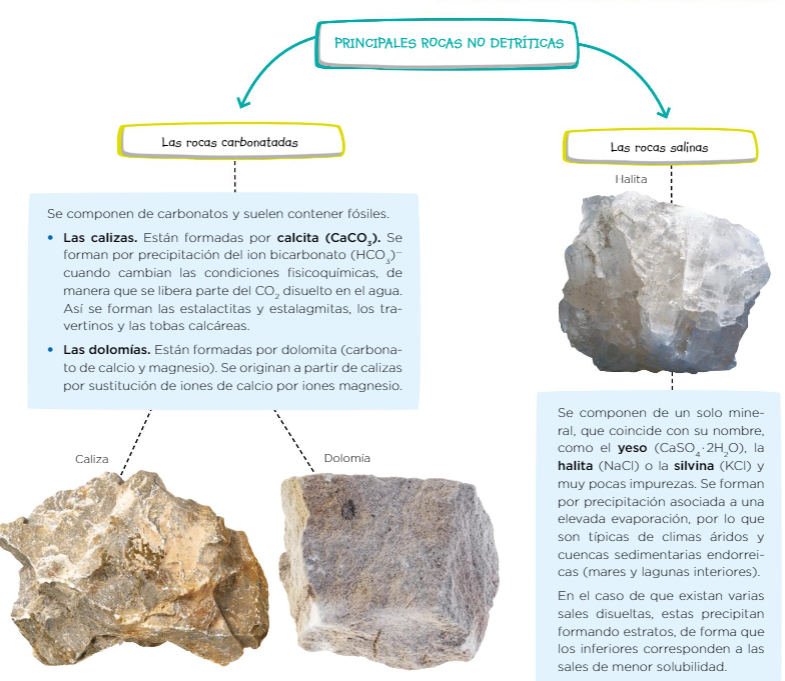 PRINCIPALES ROCAS NO DETRÍTICAS
Las rocas carbonatadas
Se componen de carbonatos y suelen contener fósiles.
• Las calizas. Están formadas por calcita (CaCO₃). Se
forman por precipitación del ion bicarbonato (HCO₃)⁻
cuando cambian las condiciones fisicoquímicas, de
manera que se libera parte del CO₂ disuelto en el agua.
Así se forman las estalactitas y estalagmitas, los tra-
vertinos y las tobas calcáreas.
• Las dolomías. Están formadas por dolomita (carbona-
to de calcio y magnesio). Se originan a partir de calizas
por sustitución de iones de calcio por iones magnesio.
Caliza
Dolomía
Las rocas salinas
Halita
Se componen de un solo mine-
ral, que coincide con su nombre,
como el yeso (CaSO₄·2H₂O), la
halita (NaCl) o la silvina (KCl) y
muy pocas impurezas. Se forman
por precipitación asociada a una
elevada evaporación, por lo que
son típicas de climas áridos y
cuencas sedimentarias endorrei-
cas (mares y lagunas interiores).
En el caso de que existan varias
sales disueltas, estas precipitan
formando estratos, de forma que
los inferiores corresponden a las
sales de menor solubilidad.